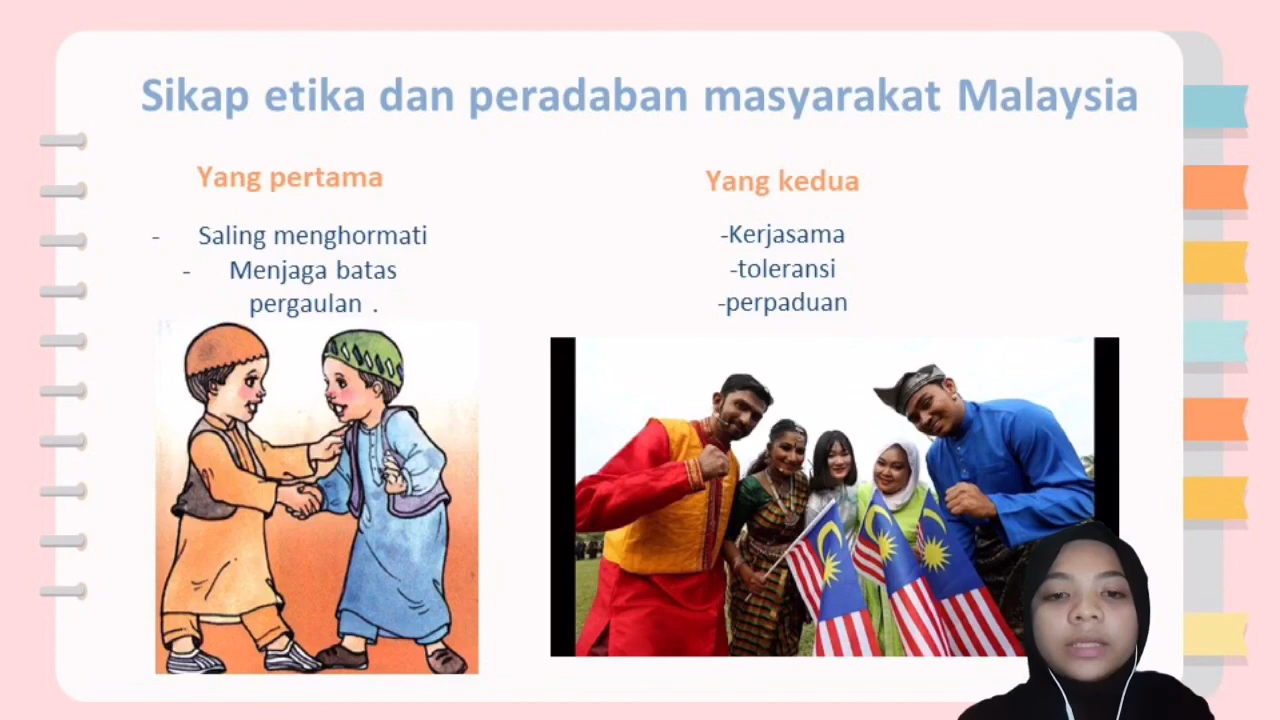 Sikap etika dan peradaban masyarakat Malaysia
Yang pertama
- Saling menghormati
- Menjaga batas
pergaulan .
Yang kedua
-Kerjasama
-toleransi
-perpaduan